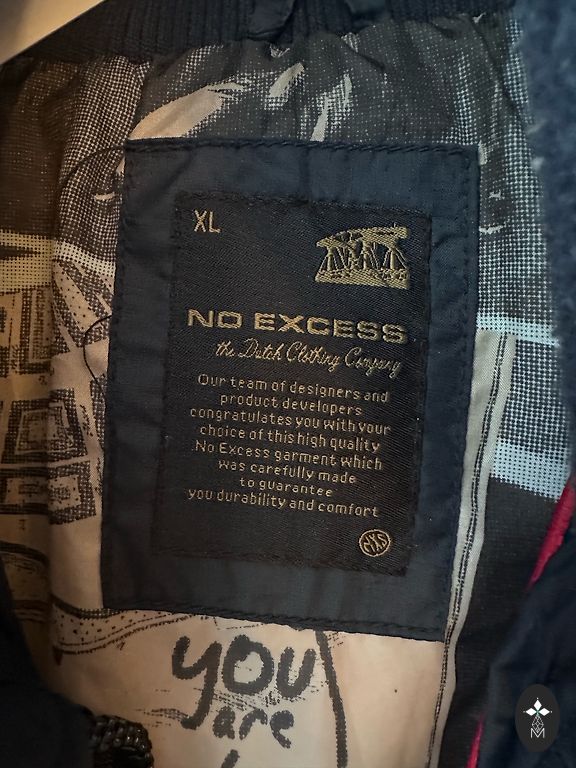 XL
NO EXCESS
the Dutch Clothing Company
Our team of designers and
product developers
congratulates you with your
choice of this high quality
No Excess garment which
was carefully made
to guarantee
you durability and comfort
NXS
you
are